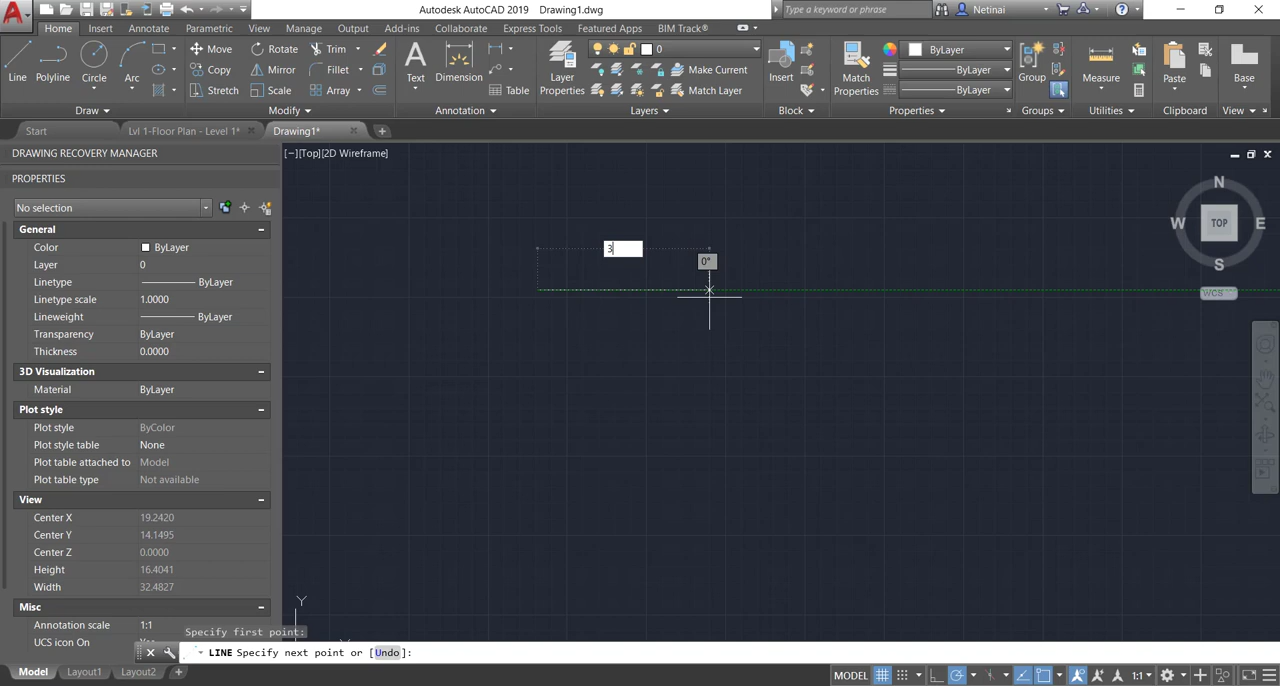 Autodesk AutoCAD 2019 Drawing1.dwg
Type a keyword or phrase
Netinai
Home Insert Annotate Parametric View Manage Output Add-ins Collaborate Express Tools Featured Apps BIM Track®
Move Rotate Trim 0 ByLayer
Line Polyline Circle Arc Copy Mirror Fillet Text Dimension Layer Properties Make Current Insert Match Properties ByLayer Group Measure Paste Base
Stretch Scale Array Table Match Layer ByLayer
Draw Modify Annotation Layers Block Properties Groups Utilities Clipboard View
Start Lvl 1-Floor Plan - Level 1* Drawing1*
DRAWING RECOVERY MANAGER
[−][Top][2D Wireframe]
PROPERTIES
No selection
General
Color ByLayer
Layer 0
Linetype ByLayer
Linetype scale 1.0000
Lineweight ByLayer
Transparency ByLayer
Thickness 0.0000
3D Visualization
Material ByLayer
Plot style
Plot style ByColor
Plot style table None
Plot table attached to Model
Plot table type Not available
View
Center X 19.2420
Center Y 14.1495
Center Z 0.0000
Height 16.4041
Width 32.4827
Misc
Annotation scale 1:1
UCS icon On
3
0°
N
W TOP E
S
WCS
Y
Specify first point:
LINE Specify next point or [Undo]:
Model Layout1 Layout2 +
MODEL 1:1